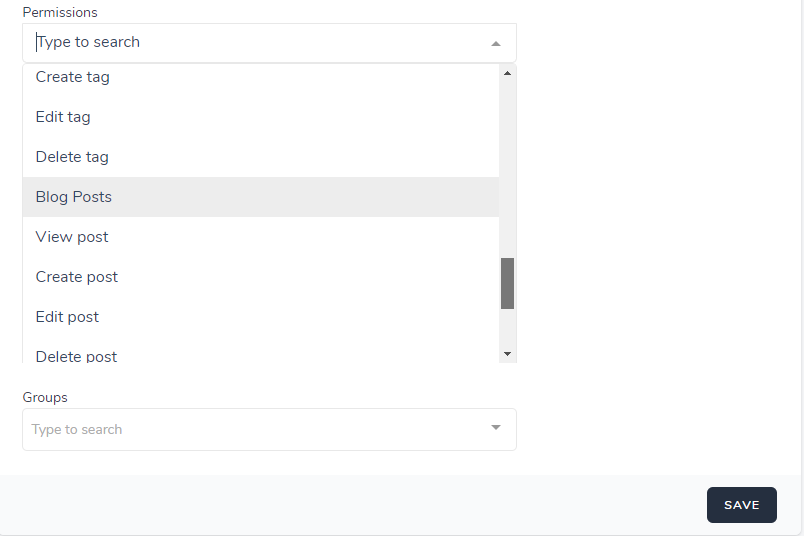 Permissions
Type to search
Create tag
Edit tag
Delete tag
Blog Posts
View post
Create post
Edit post
Delete post
Groups
Type to search
SAVE